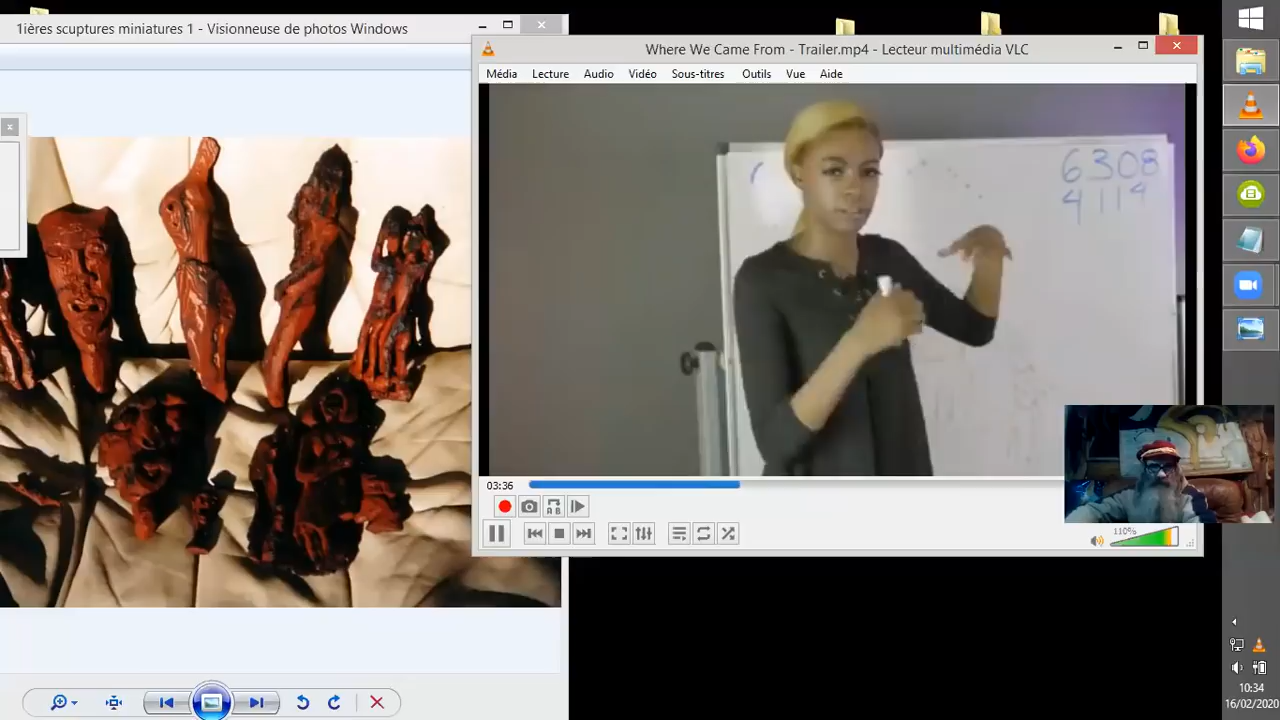 1ières scuptures miniatures 1 - Visionneuse de photos Windows
Where We Came From - Trailer.mp4 - Lecteur multimédia VLC
Média Lecture Audio Vidéo Sous-titres Outils Vue Aide
6308
4114
03:36
A B
110%
10:34
16/02/2020